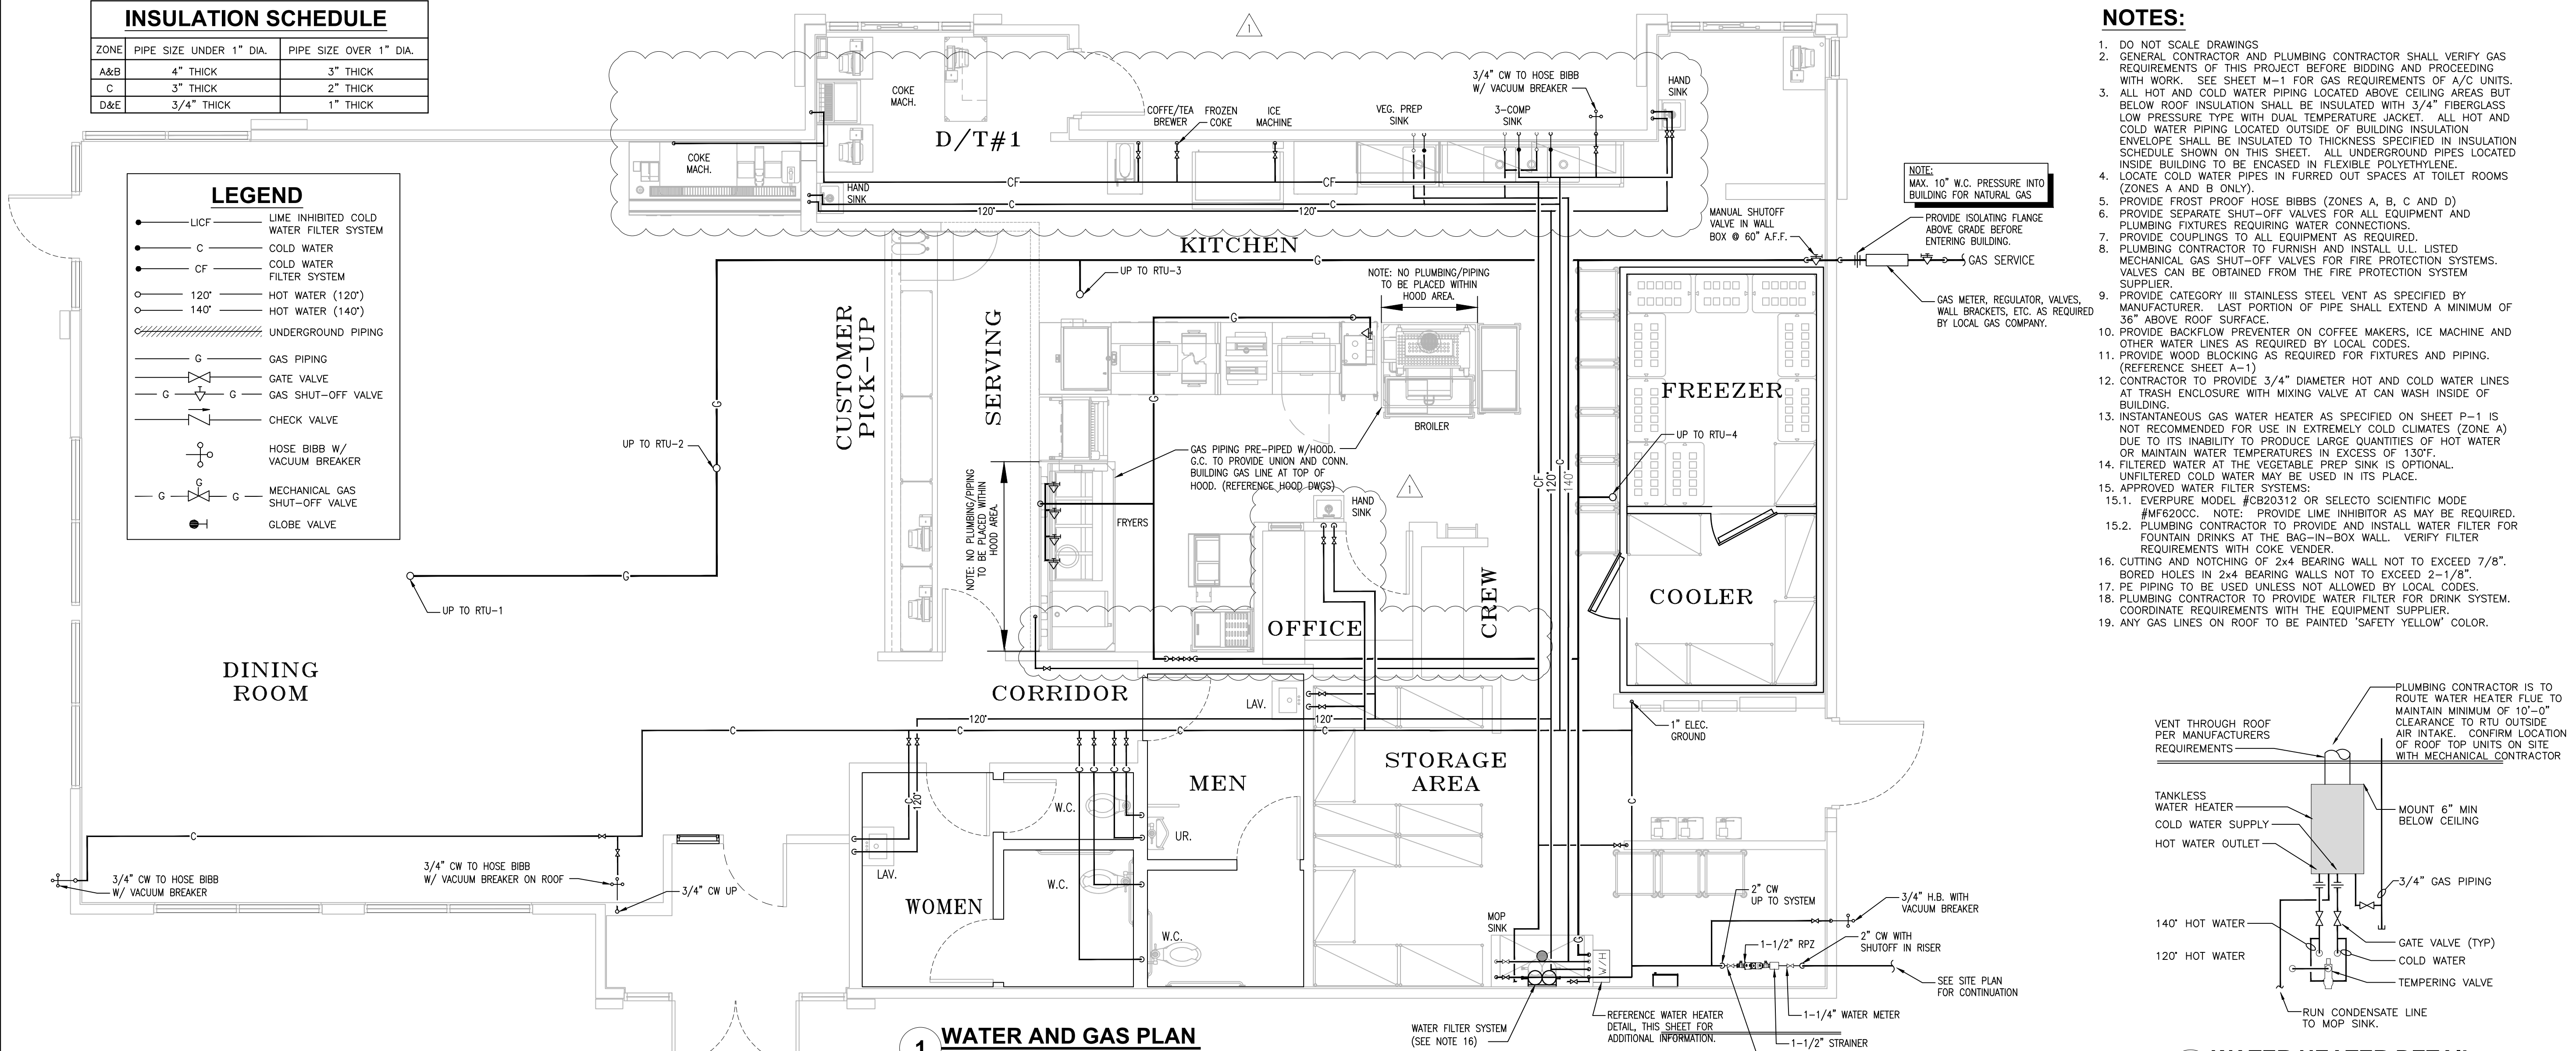 INSULATION SCHEDULE
ZONE PIPE SIZE UNDER 1" DIA. PIPE SIZE OVER 1" DIA.
A&B 4" THICK 3" THICK
C 3" THICK 2" THICK
D&E 3/4" THICK 1" THICK
LEGEND
LICF LIME INHIBITED COLD
WATER FILTER SYSTEM
C COLD WATER
CF COLD WATER
FILTER SYSTEM
120° HOT WATER (120°)
140° HOT WATER (140°)
UNDERGROUND PIPING
G GAS PIPING
GATE VALVE
G G GAS SHUT-OFF VALVE
CHECK VALVE
HOSE BIBB W/
VACUUM BREAKER
G
G G MECHANICAL GAS
SHUT-OFF VALVE
GLOBE VALVE
1
COKE
MACH.
COKE
MACH.
D/T#1
COFFE/TEA
BREWER
FROZEN
COKE
ICE
MACHINE
VEG. PREP
SINK
3-COMP
SINK
3/4" CW TO HOSE BIBB
W/ VACUUM BREAKER
HAND
SINK
HAND
SINK
CF
CF
C
C
120°
120°
KITCHEN
MANUAL SHUTOFF
VALVE IN WALL
BOX @ 60" A.F.F.
NOTE:
MAX. 10" W.C. PRESSURE INTO
BUILDING FOR NATURAL GAS
PROVIDE ISOLATING FLANGE
ABOVE GRADE BEFORE
ENTERING BUILDING.
GAS SERVICE
GAS METER, REGULATOR, VALVES,
WALL BRACKETS, ETC. AS REQUIRED
BY LOCAL GAS COMPANY.
G
G
UP TO RTU-3
NOTE: NO PLUMBING/PIPING
TO BE PLACED WITHIN
HOOD AREA.
CUSTOMER
PICK-UP
SERVING
G
G
G
BROILER
FREEZER
UP TO RTU-4
UP TO RTU-2
GAS PIPING PRE-PIPED W/HOOD.
G.C. TO PROVIDE UNION AND CONN.
BUILDING GAS LINE AT TOP OF
HOOD. (REFERENCE HOOD DWGS)
1
CF
120°
C
140°
NOTE: NO PLUMBING/PIPING
TO BE PLACED WITHIN
HOOD AREA.
FRYERS
HAND
SINK
G
UP TO RTU-1
OFFICE
CREW
COOLER
DINING
ROOM
CORRIDOR
LAV.
120°
120°
C
C
C
C
1" ELEC.
GROUND
STORAGE
AREA
MEN
W.C.
UR.
C
C
C
C
C
120°
C
C
3/4" CW TO HOSE BIBB
W/ VACUUM BREAKER
3/4" CW TO HOSE BIBB
W/ VACUUM BREAKER ON ROOF
3/4" CW UP
LAV.
WOMEN
W.C.
W.C.
MOP
SINK
G
W/H
2" CW
UP TO SYSTEM
3/4" H.B. WITH
VACUUM BREAKER
1-1/2" RPZ
2" CW WITH
SHUTOFF IN RISER
SEE SITE PLAN
FOR CONTINUATION
1-1/4" WATER METER
1-1/2" STRAINER
REFERENCE WATER HEATER
DETAIL, THIS SHEET FOR
ADDITIONAL INFORMATION.
WATER FILTER SYSTEM
(SEE NOTE 16)
1 WATER AND GAS PLAN
NOTES:
1. DO NOT SCALE DRAWINGS
2. GENERAL CONTRACTOR AND PLUMBING CONTRACTOR SHALL VERIFY GAS
REQUIREMENTS OF THIS PROJECT BEFORE BIDDING AND PROCEEDING
WITH WORK. SEE SHEET M-1 FOR GAS REQUIREMENTS OF A/C UNITS.
3. ALL HOT AND COLD WATER PIPING LOCATED ABOVE CEILING AREAS BUT
BELOW ROOF INSULATION SHALL BE INSULATED WITH 3/4" FIBERGLASS
LOW PRESSURE TYPE WITH DUAL TEMPERATURE JACKET. ALL HOT AND
COLD WATER PIPING LOCATED OUTSIDE OF BUILDING INSULATION
ENVELOPE SHALL BE INSULATED TO THICKNESS SPECIFIED IN INSULATION
SCHEDULE SHOWN ON THIS SHEET. ALL UNDERGROUND PIPES LOCATED
INSIDE BUILDING TO BE ENCASED IN FLEXIBLE POLYETHYLENE.
4. LOCATE COLD WATER PIPES IN FURRED OUT SPACES AT TOILET ROOMS
(ZONES A AND B ONLY).
5. PROVIDE FROST PROOF HOSE BIBBS (ZONES A, B, C AND D)
6. PROVIDE SEPARATE SHUT-OFF VALVES FOR ALL EQUIPMENT AND
PLUMBING FIXTURES REQUIRING WATER CONNECTIONS.
7. PROVIDE COUPLINGS TO ALL EQUIPMENT AS REQUIRED.
8. PLUMBING CONTRACTOR TO FURNISH AND INSTALL U.L. LISTED
MECHANICAL GAS SHUT-OFF VALVES FOR FIRE PROTECTION SYSTEMS.
VALVES CAN BE OBTAINED FROM THE FIRE PROTECTION SYSTEM
SUPPLIER.
9. PROVIDE CATEGORY III STAINLESS STEEL VENT AS SPECIFIED BY
MANUFACTURER. LAST PORTION OF PIPE SHALL EXTEND A MINIMUM OF
36" ABOVE ROOF SURFACE.
10. PROVIDE BACKFLOW PREVENTER ON COFFEE MAKERS, ICE MACHINE AND
OTHER WATER LINES AS REQUIRED BY LOCAL CODES.
11. PROVIDE WOOD BLOCKING AS REQUIRED FOR FIXTURES AND PIPING.
(REFERENCE SHEET A-1)
12. CONTRACTOR TO PROVIDE 3/4" DIAMETER HOT AND COLD WATER LINES
AT TRASH ENCLOSURE WITH MIXING VALVE AT CAN WASH INSIDE OF
BUILDING.
13. INSTANTANEOUS GAS WATER HEATER AS SPECIFIED ON SHEET P-1 IS
NOT RECOMMENDED FOR USE IN EXTREMELY COLD CLIMATES (ZONE A)
DUE TO ITS INABILITY TO PRODUCE LARGE QUANTITIES OF HOT WATER
OR MAINTAIN WATER TEMPERATURES IN EXCESS OF 130°F.
14. FILTERED WATER AT THE VEGETABLE PREP SINK IS OPTIONAL.
UNFILTERED COLD WATER MAY BE USED IN ITS PLACE.
15. APPROVED WATER FILTER SYSTEMS:
15.1. EVERPURE MODEL #CB20312 OR SELECTO SCIENTIFIC MODE
#MF620CC. NOTE: PROVIDE LIME INHIBITOR AS MAY BE REQUIRED.
15.2. PLUMBING CONTRACTOR TO PROVIDE AND INSTALL WATER FILTER FOR
FOUNTAIN DRINKS AT THE BAG-IN-BOX WALL. VERIFY FILTER
REQUIREMENTS WITH COKE VENDER.
16. CUTTING AND NOTCHING OF 2x4 BEARING WALL NOT TO EXCEED 7/8".
BORED HOLES IN 2x4 BEARING WALLS NOT TO EXCEED 2-1/8".
17. PE PIPING TO BE USED UNLESS NOT ALLOWED BY LOCAL CODES.
18. PLUMBING CONTRACTOR TO PROVIDE WATER FILTER FOR DRINK SYSTEM.
COORDINATE REQUIREMENTS WITH THE EQUIPMENT SUPPLIER.
19. ANY GAS LINES ON ROOF TO BE PAINTED 'SAFETY YELLOW' COLOR.
PLUMBING CONTRACTOR IS TO
ROUTE WATER HEATER FLUE TO
MAINTAIN MINIMUM OF 10'-0"
CLEARANCE TO RTU OUTSIDE
AIR INTAKE. CONFIRM LOCATION
OF ROOF TOP UNITS ON SITE
WITH MECHANICAL CONTRACTOR
VENT THROUGH ROOF
PER MANUFACTURERS
REQUIREMENTS
TANKLESS
WATER HEATER
COLD WATER SUPPLY
HOT WATER OUTLET
MOUNT 6" MIN
BELOW CEILING
3/4" GAS PIPING
140° HOT WATER
120° HOT WATER
GATE VALVE (TYP)
COLD WATER
TEMPERING VALVE
RUN CONDENSATE LINE
TO MOP SINK.